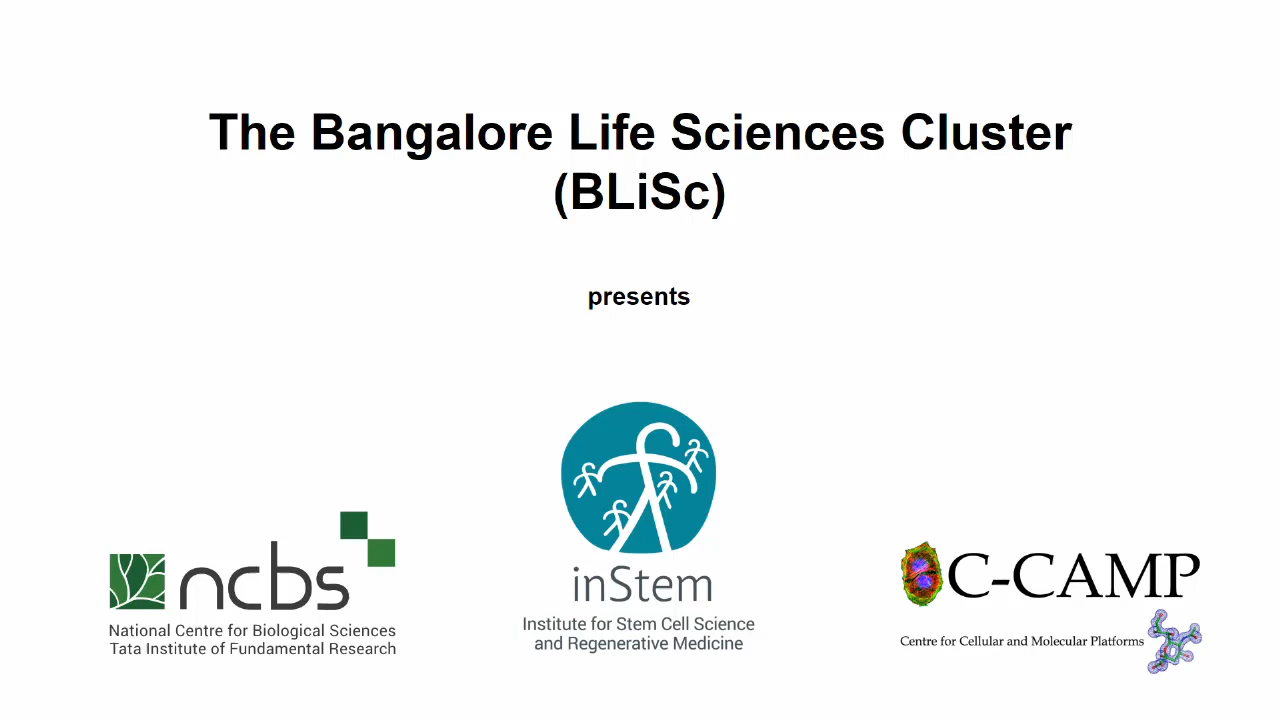 The Bangalore Life Sciences Cluster
(BLiSc)
presents
ncbs
National Centre for Biological Sciences
Tata Institute of Fundamental Research
inStem
Institute for Stem Cell Science
and Regenerative Medicine
C-CAMP
Centre for Cellular and Molecular Platforms